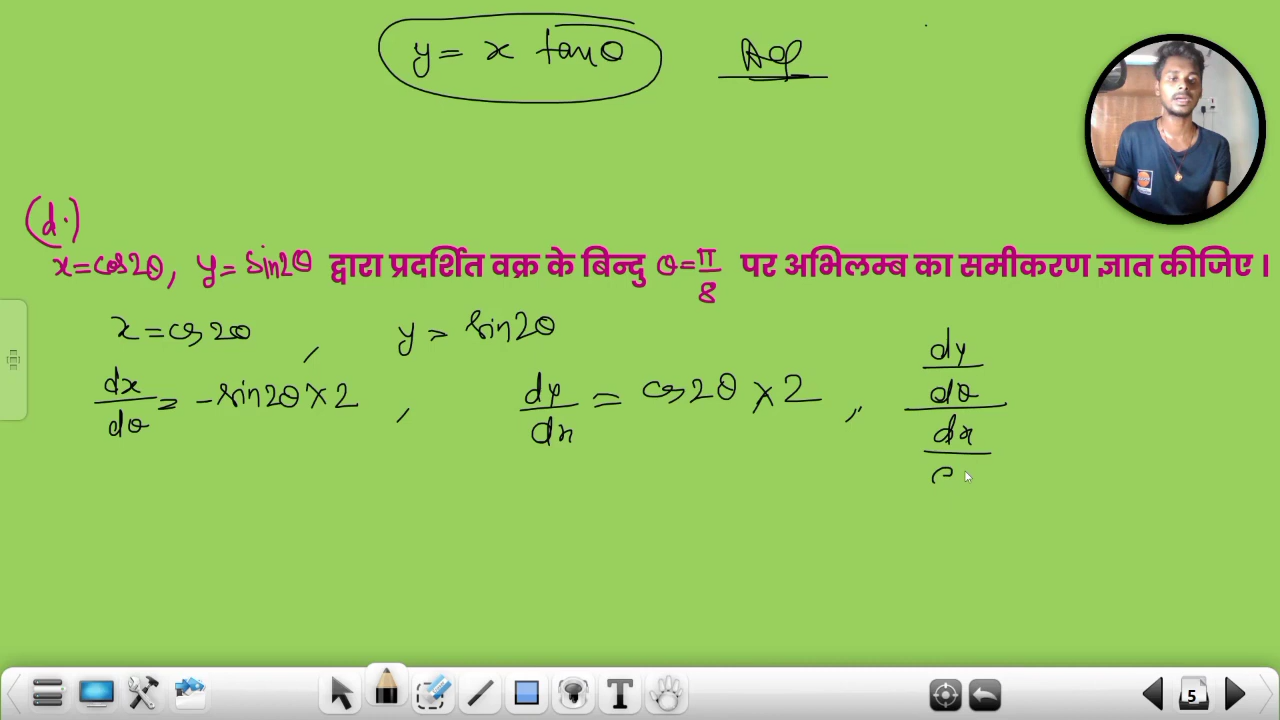 y = x tanθ
(d.)
x=cos2θ, y= sin2θ द्वारा प्रदर्शित वक्र के बिन्दु θ=π/8 पर अभिलम्ब का समीकरण ज्ञात कीजिए ।
x = cos2θ , y = sin2θ
dx/dθ = -sin2θ×2 , dy/dx = cos2θ ×2 , dy/dθ / dx/
5